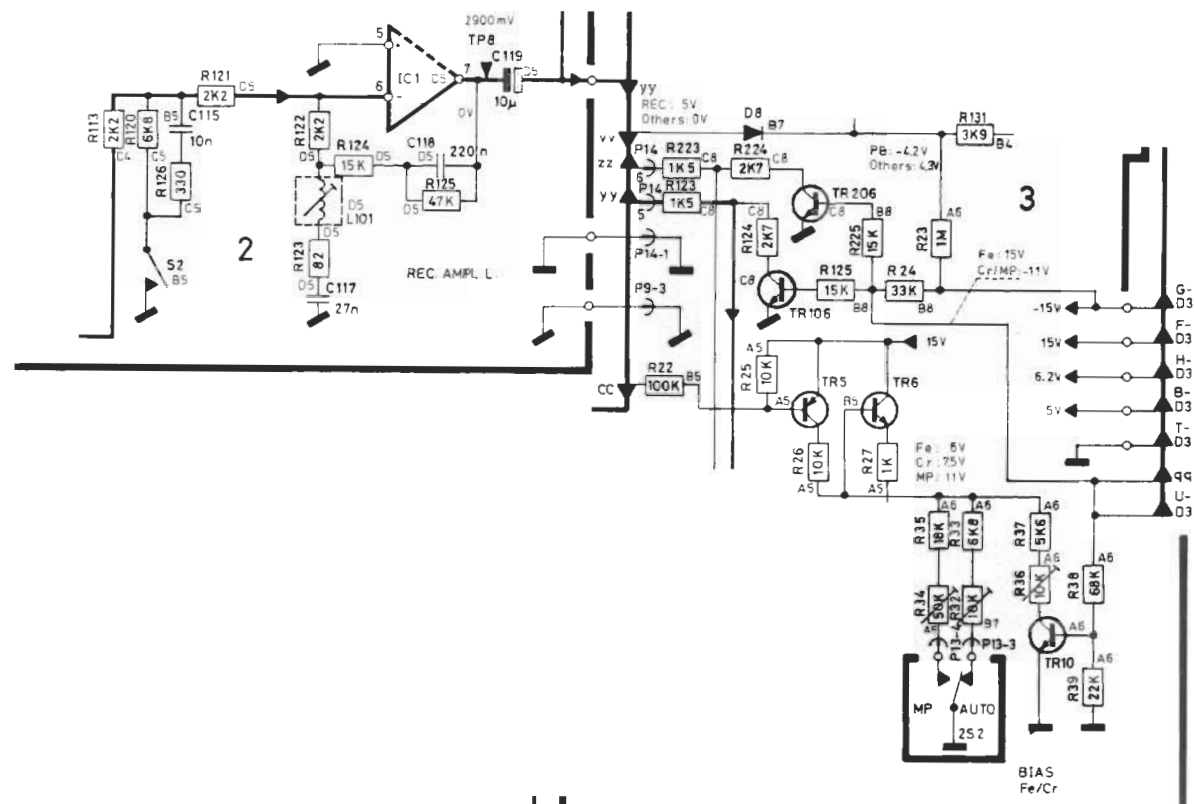 2900mV
TP8
C119
D5
10µ
5
6
7
IC1
D5
0V
R121
2K2
D5
R113
2K2
C4
R120
6K8
C5
B5
C115
10n
R126
330
C5
S2
B5
2
R122
2K2
D5
R124
15K
D5
D5
C118
220n
R125
47K
D5
D5
L101
D5
R123
82
D5
C117
27n
REC. AMPL. L
yy
REC: 5V
Others: 0V
vv
zz
yy
P14
6
P14
5
P14-1
P9-3
cc
R223
1K5
C8
R224
2K7
C8
R123
1K5
C8
D8
B7
R131
3K9
B4
PB: -4,2V
Others: 4,3V
3
TR206
C8
R124
2K7
C8
C8
TR106
R225
15K
B8
R125
15K
B8
R23
1M
A6
R24
33K
B8
Fe: 15V
Cr/MP: -11V
-15V
15V
6.2V
5V
G-
D3
F-
D3
H-
D3
B-
D3
T-
D3
qq
U-
D3
R22
100K
B5
R25
10K
A5
15V
TR5
A5
TR6
B5
R26
10K
A5
R27
1K
A5
Fe: 6V
Cr: 7,5V
MP: 11V
R35
18K
A6
R33
6K8
A6
R37
5K6
A6
R34
50K
R32
10K
B7
P13-4
P13-3
R36
10K
A6
TR10
A6
R38
68K
A6
R39
22K
A6
MP
AUTO
2S2
BIAS
Fe/Cr